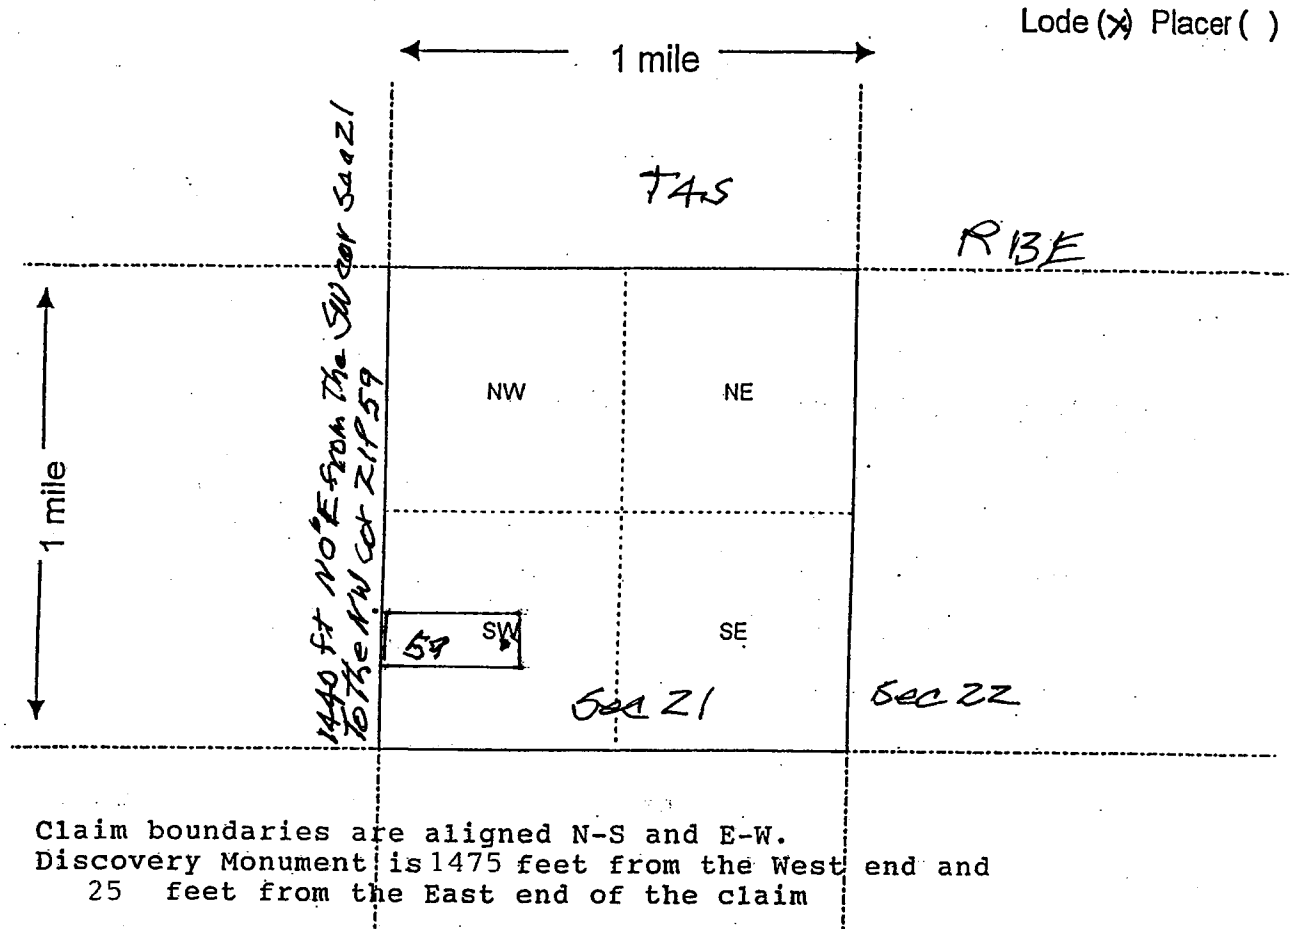 Lode (x) Placer ( )
1 mile
T4S
R13E
1440 ft N0°E from The SW cor Sec 21
To the NW cor ZIP 59
NW NE
1 mile
59 SW SE
Sec 21 Sec 22
Claim boundaries are aligned N-S and E-W.
Discovery Monument is 1475 feet from the West end and
25 feet from the East end of the claim